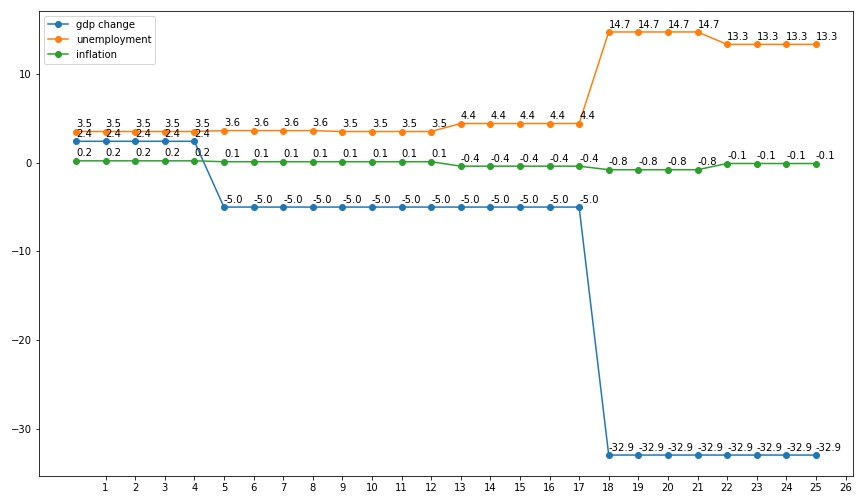 gdp change
unemployment
inflation
14.7 14.7 14.7 14.7
13.3 13.3 13.3 13.3
10
3.5 3.5 3.5 3.5 3.5 3.6 3.6 3.6 3.6 3.5 3.5 3.5 3.5 4.4 4.4 4.4 4.4 4.4
2.4 2.4 2.4 2.4 2.4
0
0.2 0.2 0.2 0.2 0.2 0.1 0.1 0.1 0.1 0.1 0.1 0.1 0.1 -0.4 -0.4 -0.4 -0.4 -0.4 -0.8 -0.8 -0.8 -0.8 -0.1 -0.1 -0.1 -0.1
-5.0 -5.0 -5.0 -5.0 -5.0 -5.0 -5.0 -5.0 -5.0 -5.0 -5.0 -5.0 -5.0
−10
−20
−30
-32.9 -32.9 -32.9 -32.9 -32.9 -32.9 -32.9 -32.9
1 2 3 4 5 6 7 8 9 10 11 12 13 14 15 16 17 18 19 20 21 22 23 24 25 26